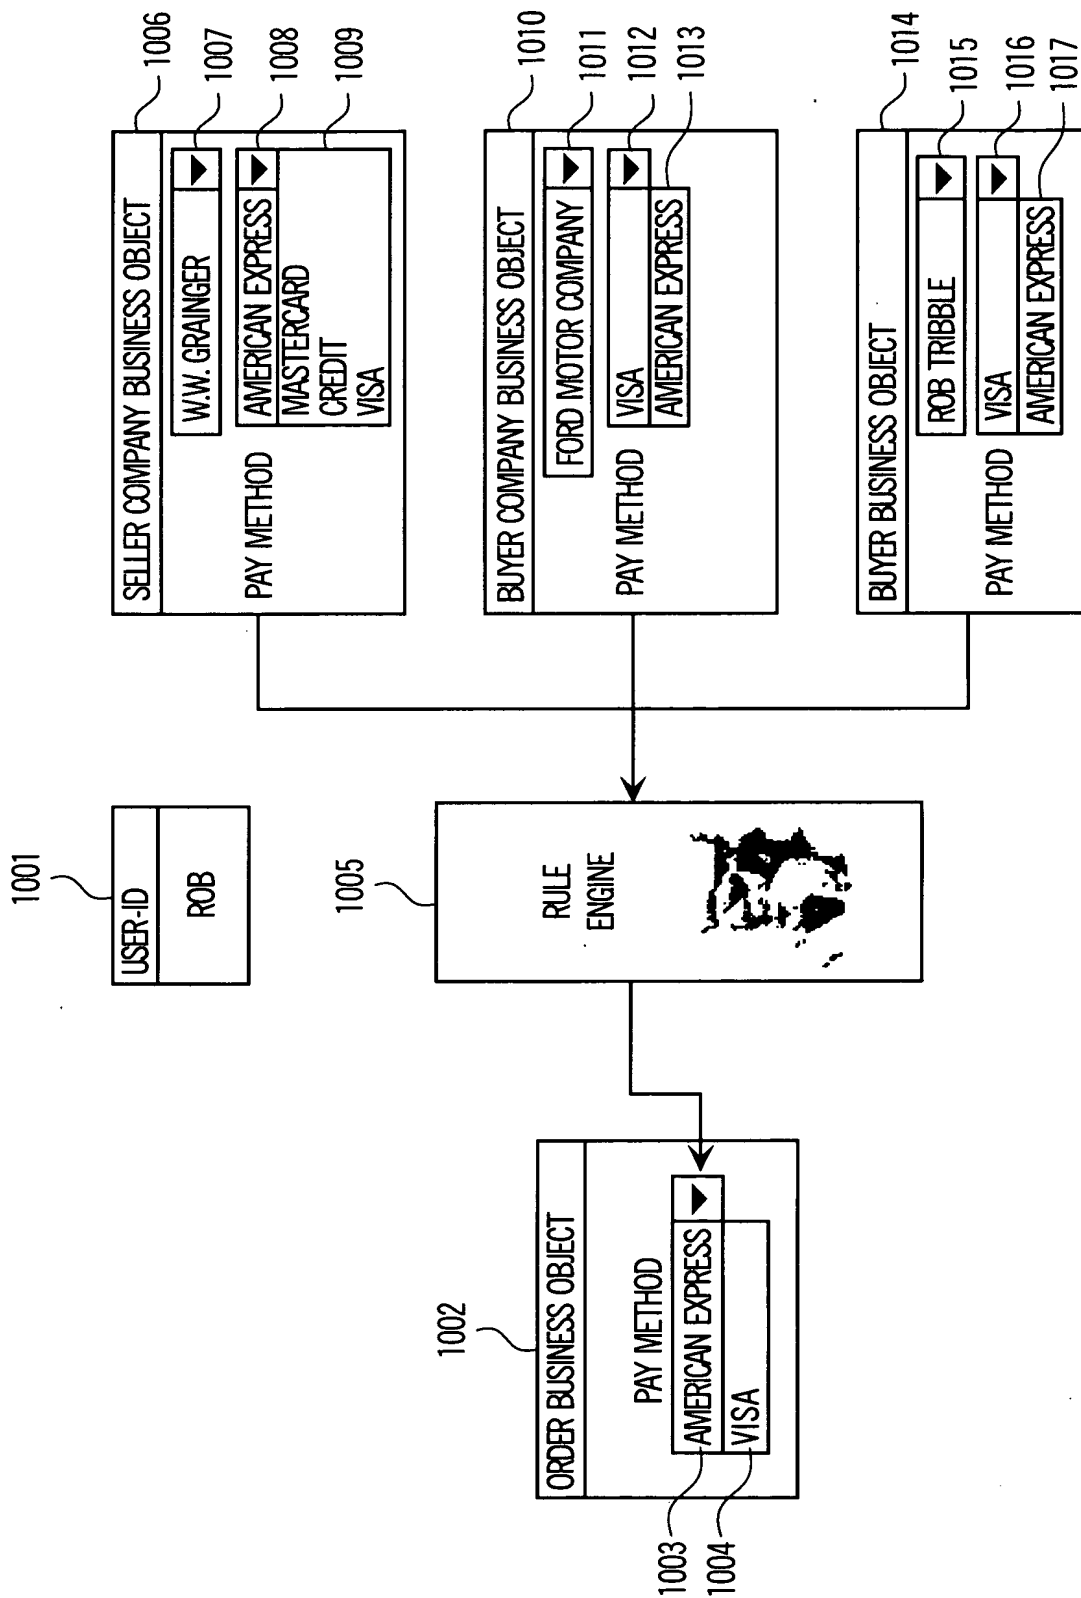 1001
USER-ID
ROB
1002
ORDER BUSINESS OBJECT
PAY METHOD
AMERICAN EXPRESS
VISA
1003
1004
1005
RULE
ENGINE
SELLER COMPANY BUSINESS OBJECT
W.W. GRAINGER
PAY METHOD
AMERICAN EXPRESS
MASTERCARD
CREDIT
VISA
1006
1007
1008
1009
BUYER COMPANY BUSINESS OBJECT
FORD MOTOR COMPANY
PAY METHOD
VISA
AMERICAN EXPRESS
1010
1011
1012
1013
BUYER BUSINESS OBJECT
ROB TRIBBLE
PAY METHOD
VISA
AMERICAN EXPRESS
1014
1015
1016
1017